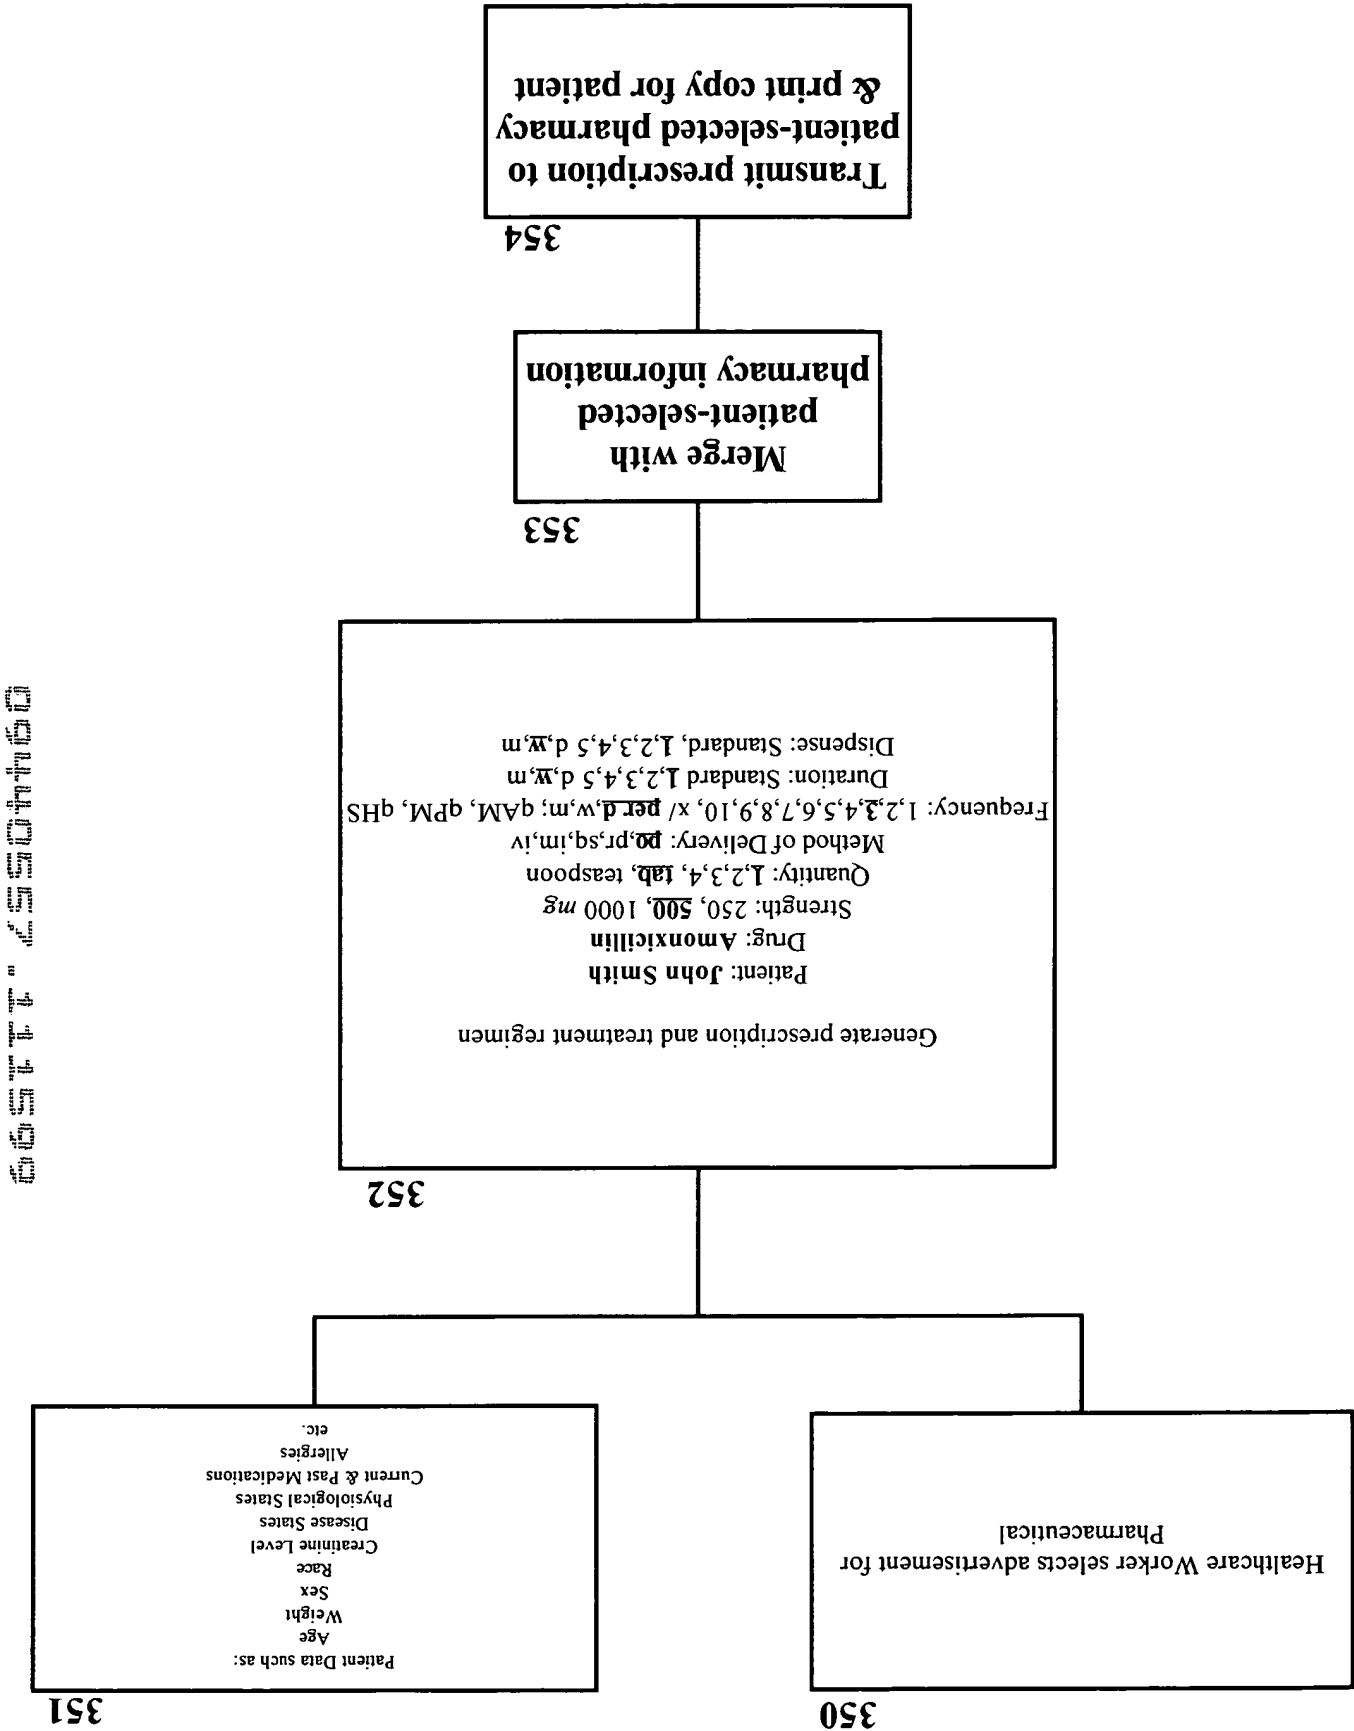 350
Healthcare Worker selects advertisement for
Pharmaceutical
351
Patient Data such as:
Age
Weight
Sex
Race
Creatinine Level
Disease States
Physiological States
Current & Past Medications
Allergies
etc.
352
Generate prescription and treatment regimen
Patient: John Smith
Drug: Amonxicillin
Strength: 250, 500, 1000 mg
Quantity: 1,2,3,4, tab, teaspoon
Method of Delivery: po,pr,sq,im,iv
Frequency: 1,2,3,4,5,6,7,8,9,10, x/ per d,w,m; qAM, qPM, qHS
Duration: Standard 1,2,3,4,5 d,w,m
Dispense: Standard, 1,2,3,4,5 d,w,m
353
Merge with
patient-selected
pharmacy information
354
Transmit prescription to
patient-selected pharmacy
& print copy for patient
09440557.111599